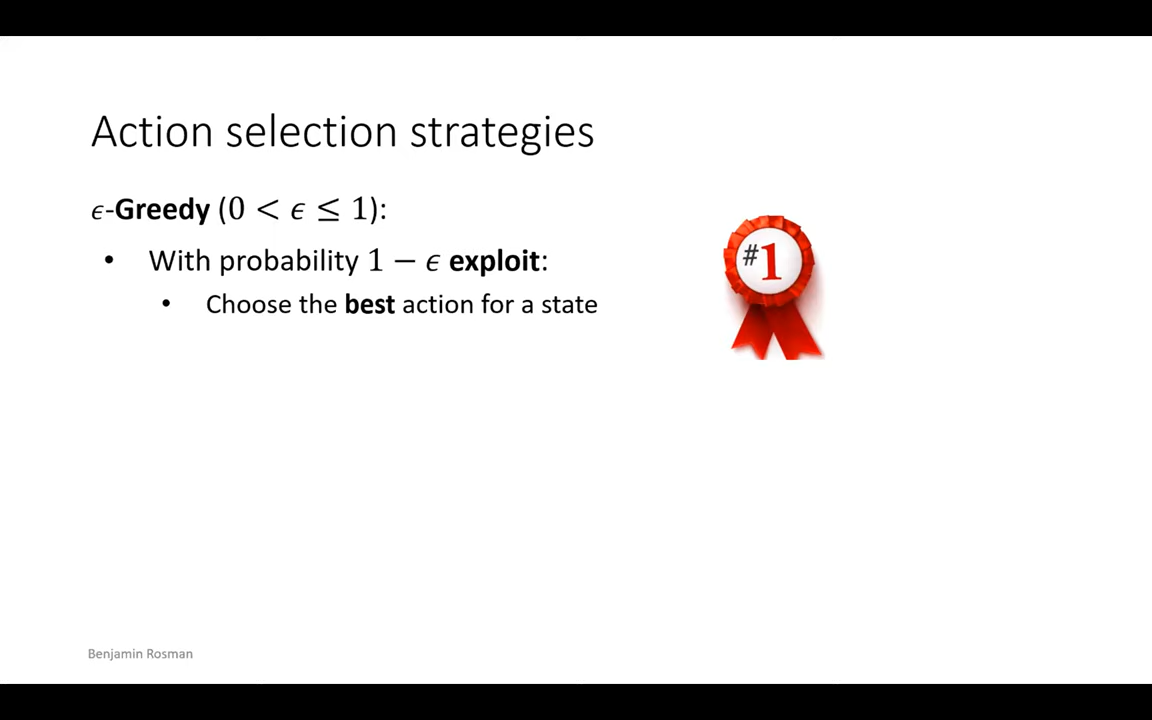 Action selection strategies
ϵ-Greedy (0 < ϵ ≤ 1):
• With probability 1 − ϵ exploit:
• Choose the best action for a state
#1
Benjamin Rosman